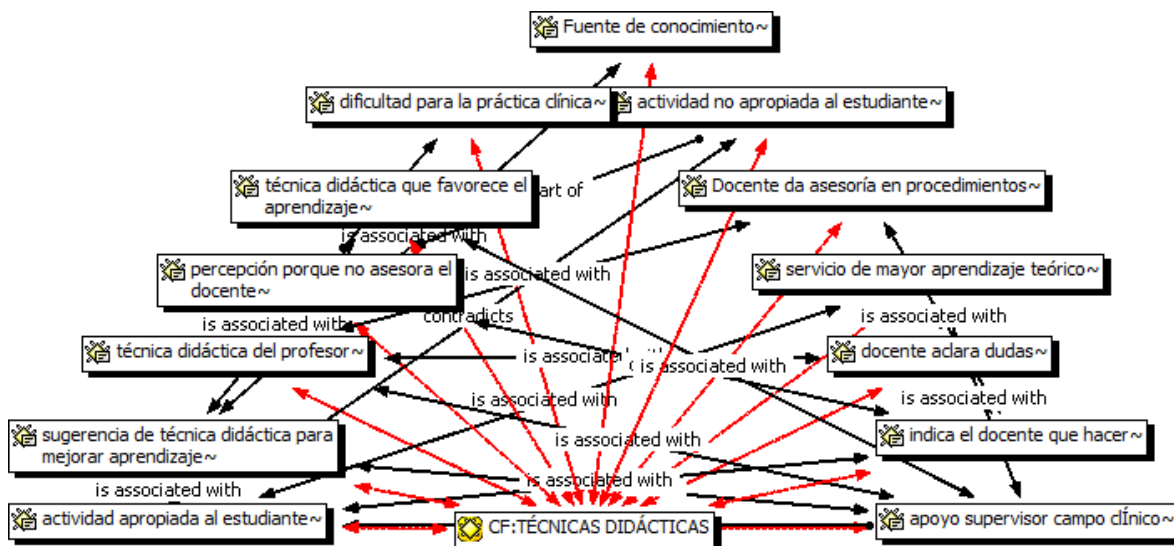 Fuente de conocimiento~
dificultad para la práctica clínica~
actividad no apropiada al estudiante~
técnica didáctica que favorece el
aprendizaje~
art of
Docente da asesoría en procedimientos~
is associated with
percepción porque no asesora el
docente~
is associated with
servicio de mayor aprendizaje teórico~
is associated with
contradicts
is associated with
técnica didáctica del profesor~
is associated
is associated with
docente aclara dudas~
is associated with
is associated with
sugerencia de técnica didáctica para
mejorar aprendizaje~
is associated with
indica el docente que hacer~
is associated with
is associated with
actividad apropiada al estudiante~
CF:TÉCNICAS DIDÁCTICAS
apoyo supervisor campo clÍnico~